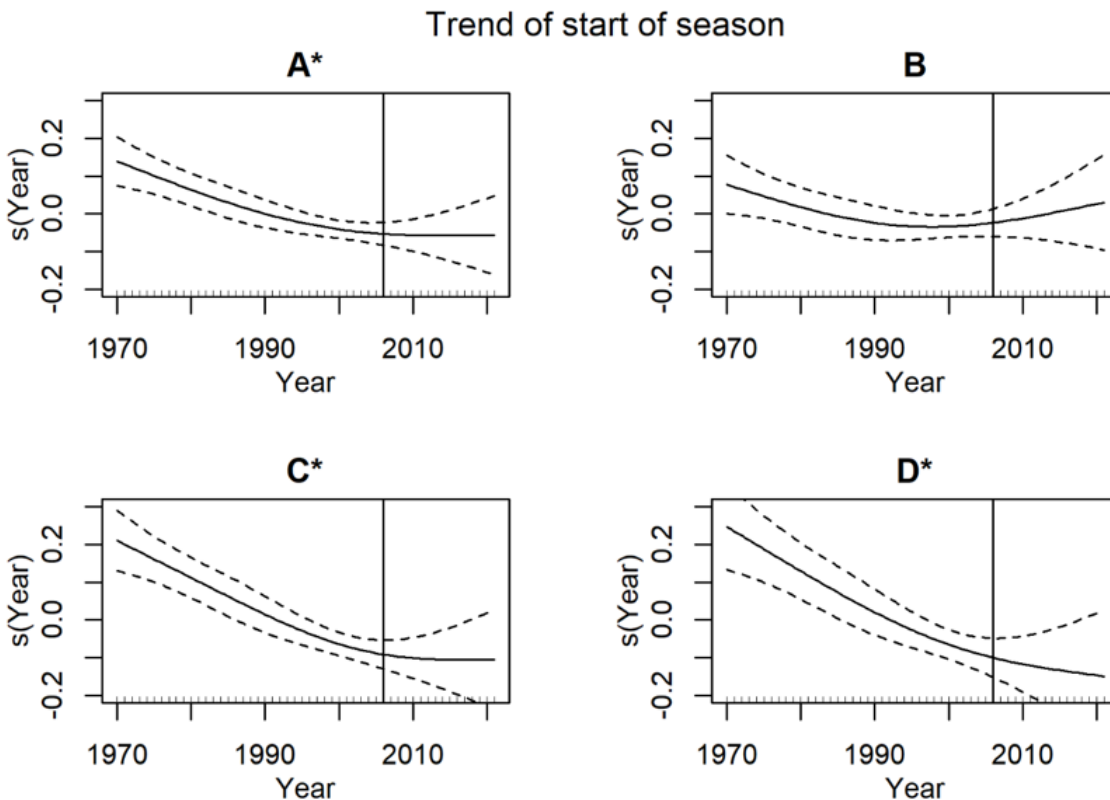 Trend of start of season
A*
B
s(Year)
-0.2 0.0 0.2
1970 1990 2010
Year
s(Year)
-0.2 0.0 0.2
1970 1990 2010
Year
C*
D*
s(Year)
-0.2 0.0 0.2
1970 1990 2010
Year
s(Year)
-0.2 0.0 0.2
1970 1990 2010
Year